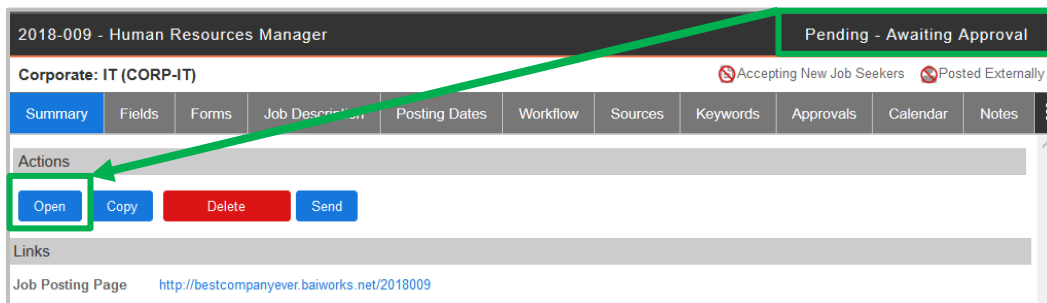 2018-009 - Human Resources Manager Pending - Awaiting Approval
Corporate: IT (CORP-IT) Accepting New Job Seekers Posted Externally
Summary Fields Forms Job Description Posting Dates Workflow Sources Keywords Approvals Calendar Notes
Actions
Open Copy Delete Send
Links
Job Posting Page http://bestcompanyever.baiworks.net/2018009